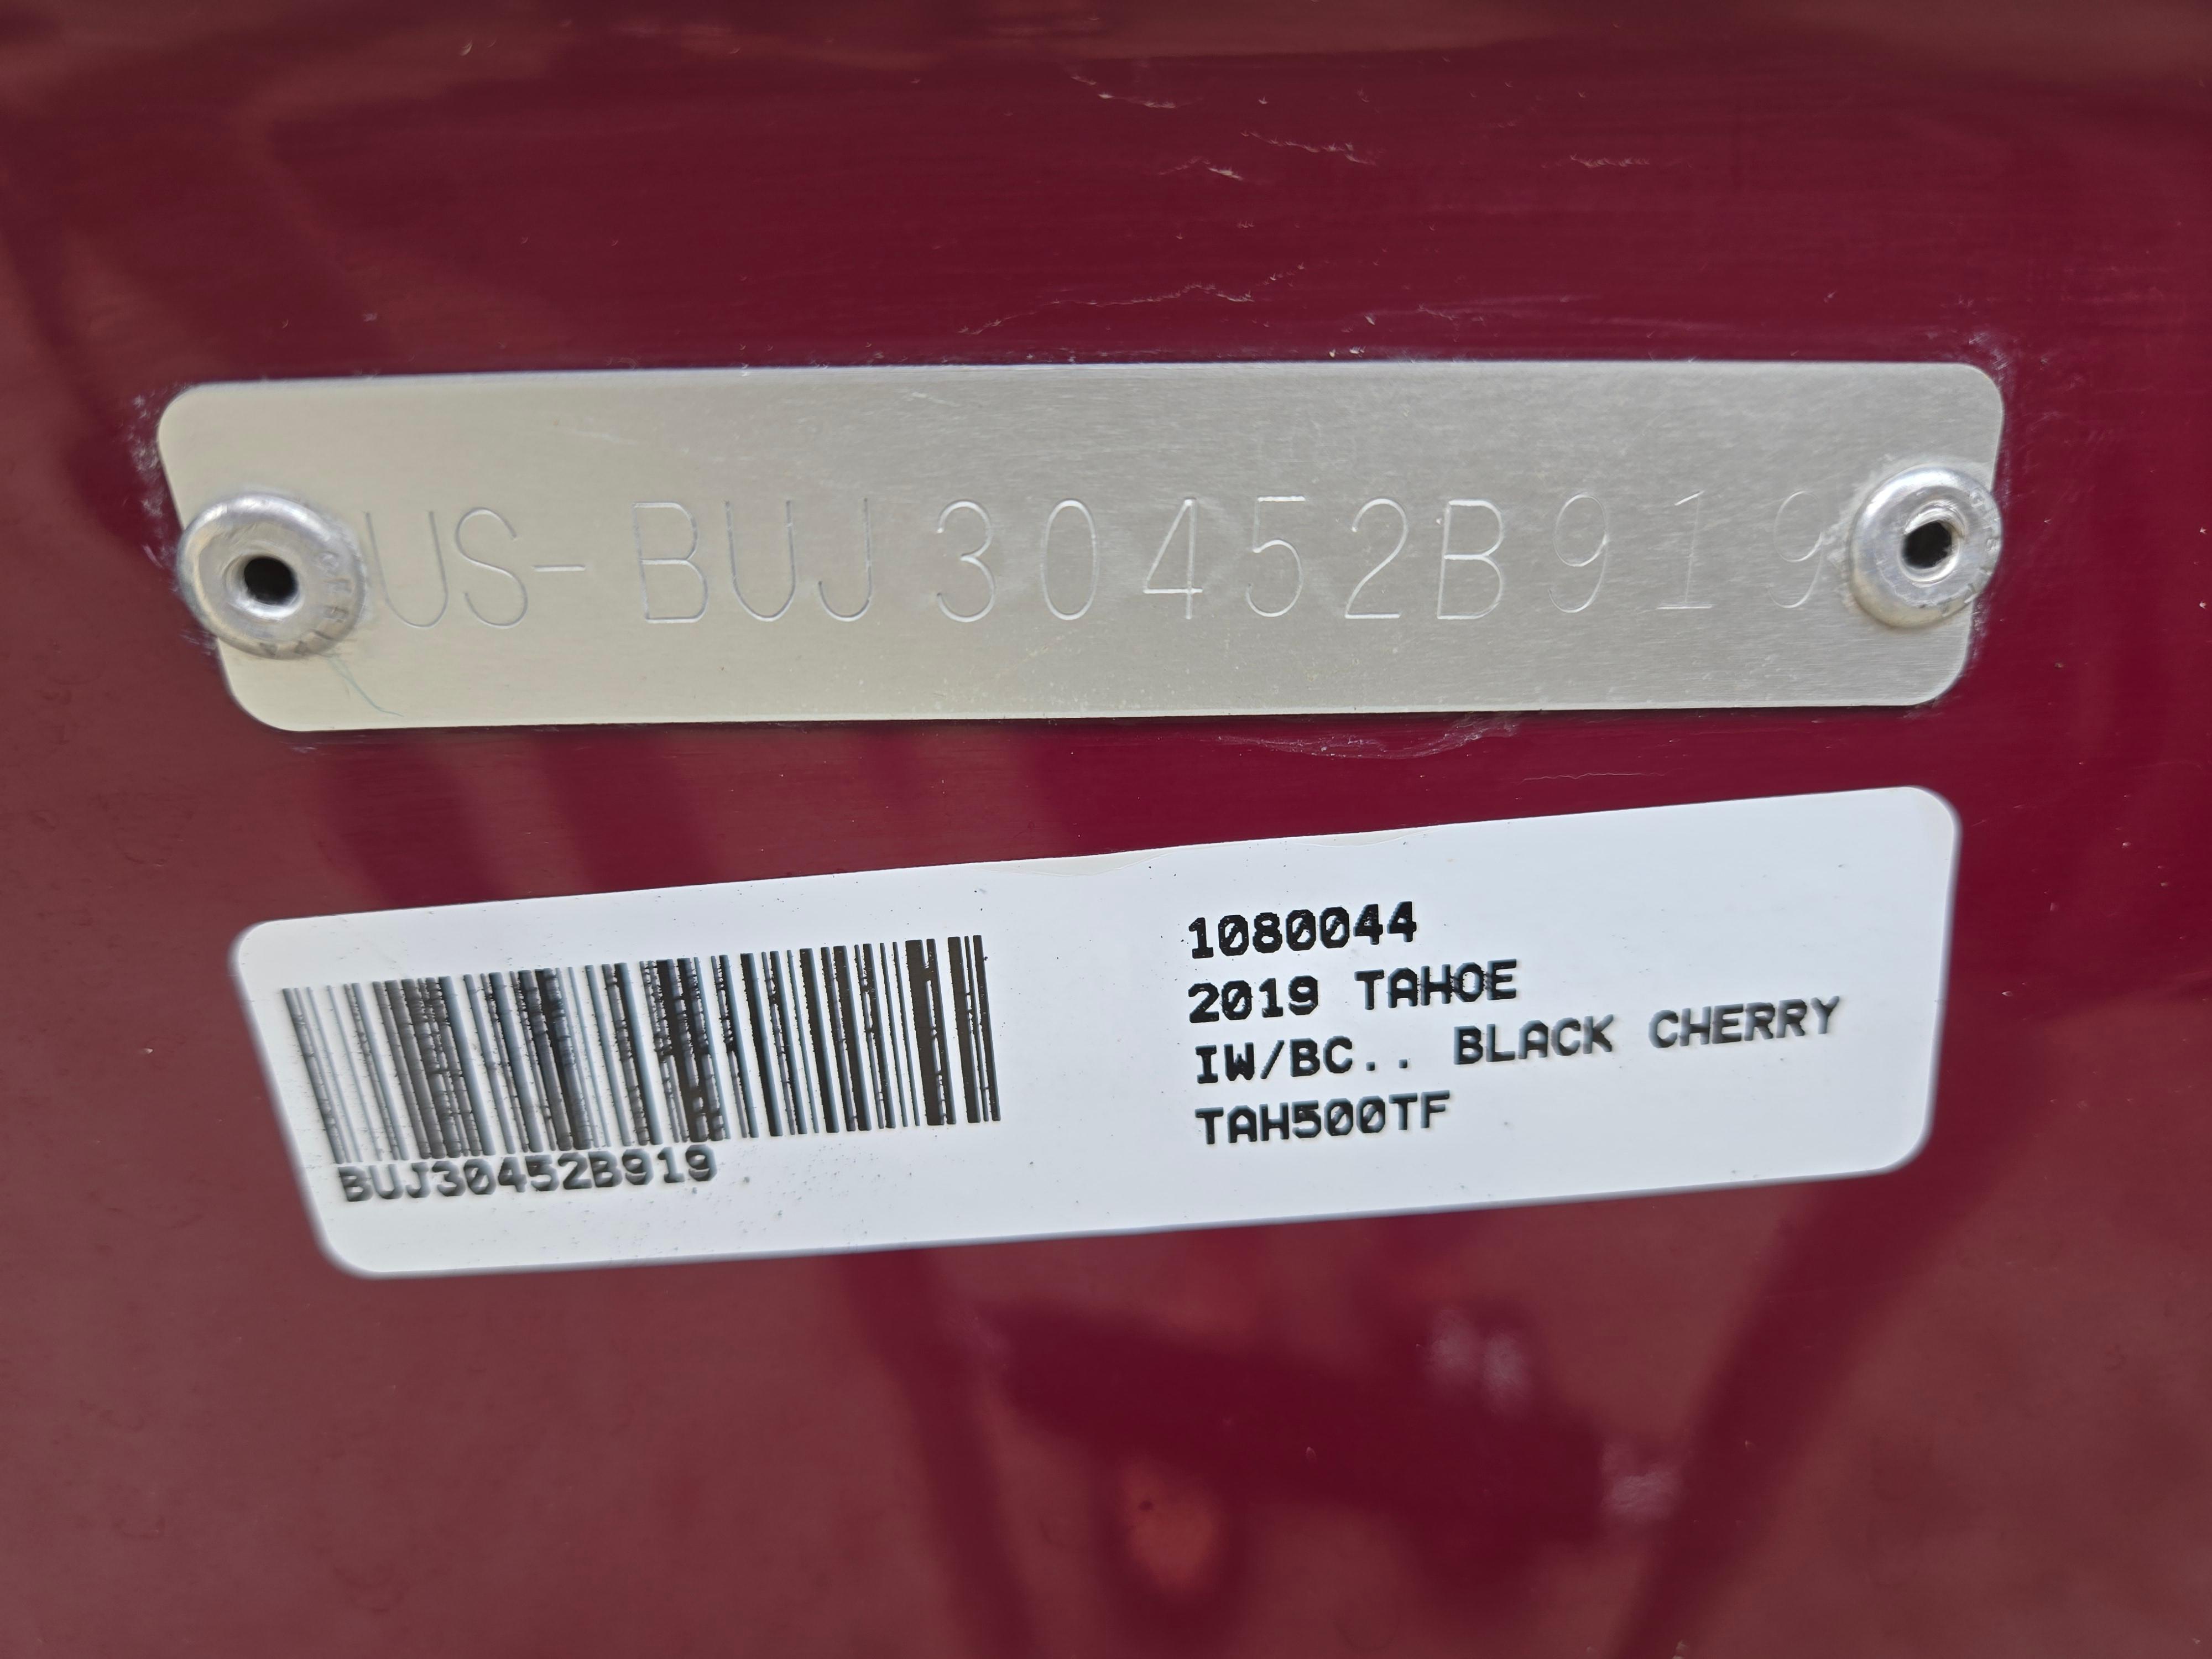 US-BUJ30452B919
1080044
2019 TAHOE
IW/BC.. BLACK CHERRY
TAH500TF
BUJ30452B919